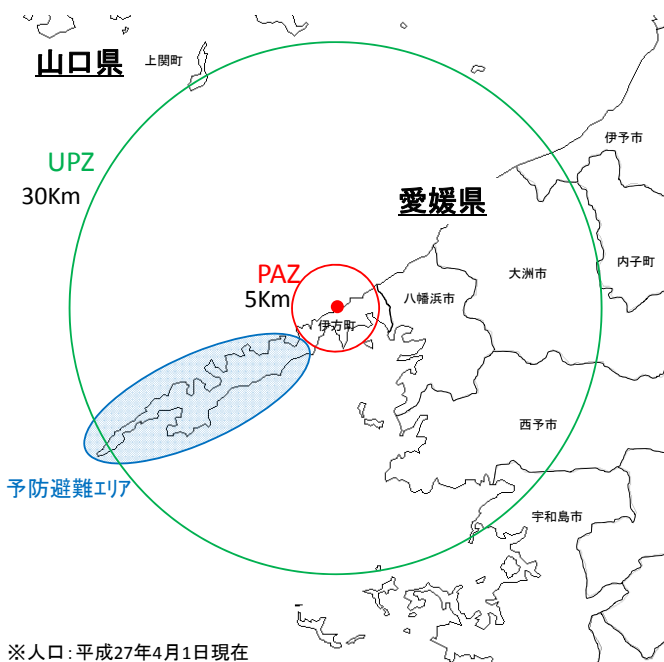 山口県
上関町
伊予市
UPZ
30Km
愛媛県
内子町
PAZ
5Km
大洲市
八幡浜市
伊方町
西予市
予防避難エリア
宇和島市
※人口：平成27年4月1日現在